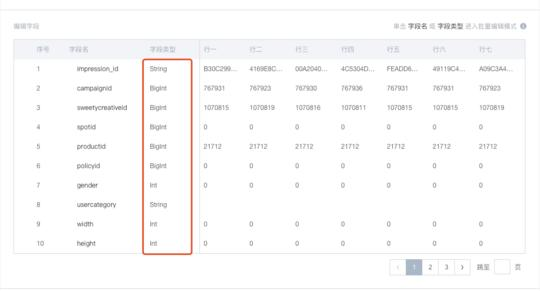 编辑字段 单击 字段名 或 字段类型 进入批量编辑模式
序号 字段名 字段类型 行一 行二 行三 行四 行五 行六 行七
1 impression_id String B30C299... 4169E8C... 00A2040... 4C5304D... FEADD6... 49119C4... A09C3A4...
2 campaignid BigInt 767931 767923 767930 767936 767931 767931 767923
3 sweetycreativeid BigInt 1070815 1070819 1070816 1070811 1070815 1070815 1070819
4 spotid BigInt 0 0 0 0 0 0 0
5 productid BigInt 21712 21712 21712 21712 21712 21712 21712
6 policyid BigInt 0 0 0 0 0 0 0
7 gender Int 0 0 0 0 0 0 0
8 usercategory String
9 width Int 0 0 0 0 0 0 0
10 height Int 0 0 0 0 0 0 0
‹ 1 2 3 › 跳至 页